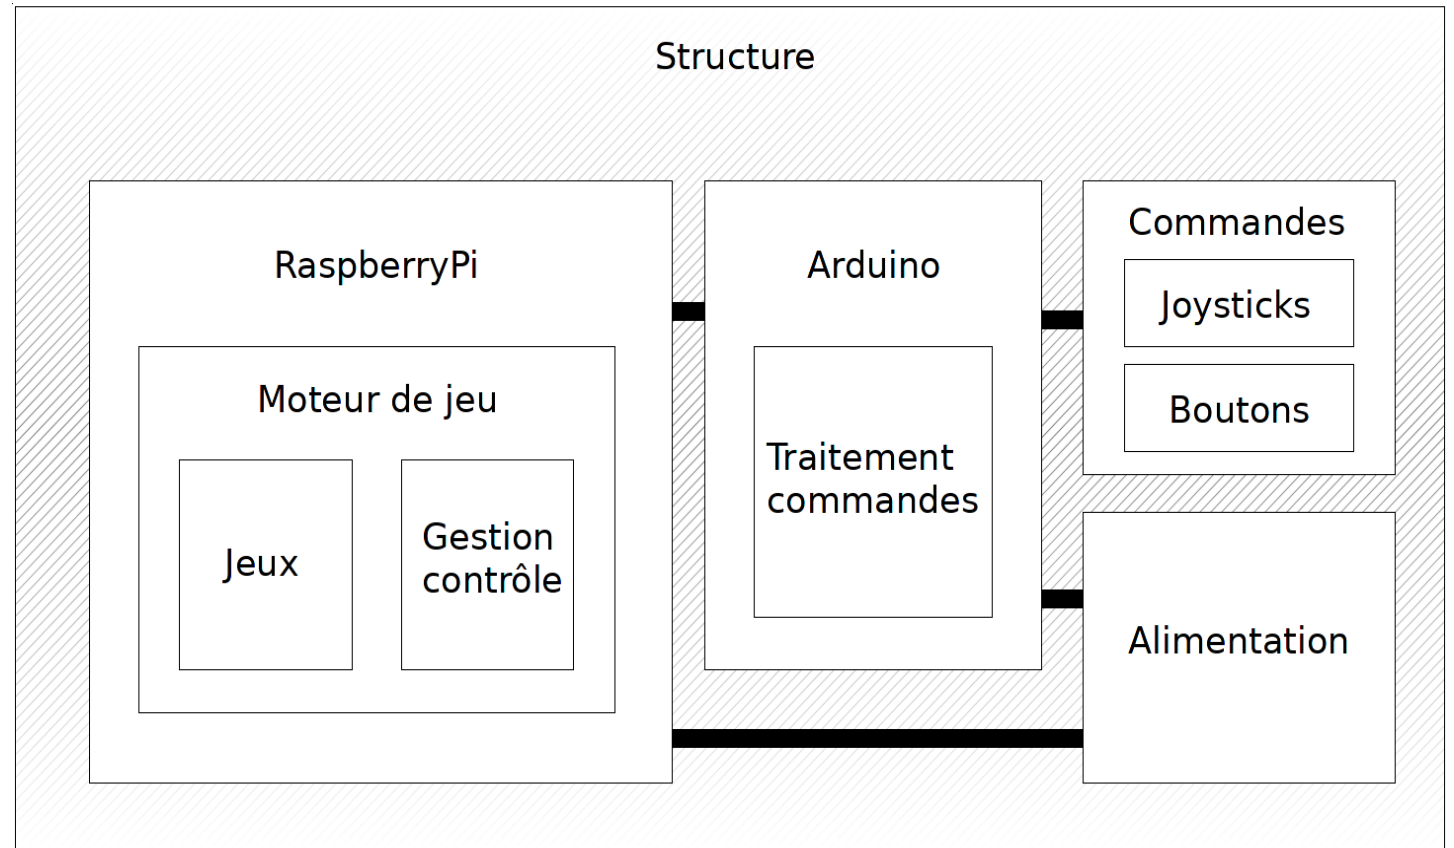 Structure
RaspberryPi
Moteur de jeu
Jeux
Gestion
contrôle
Arduino
Traitement
commandes
Commandes
Joysticks
Boutons
Alimentation